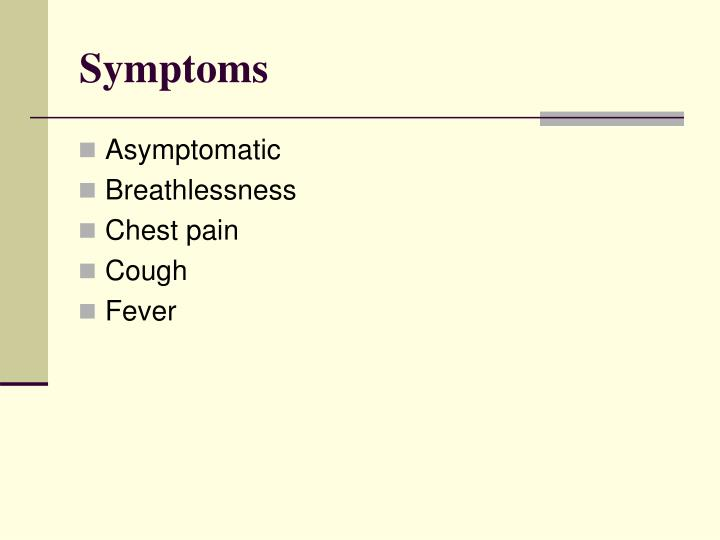 Symptoms
Asymptomatic
Breathlessness
Chest pain
Cough
Fever